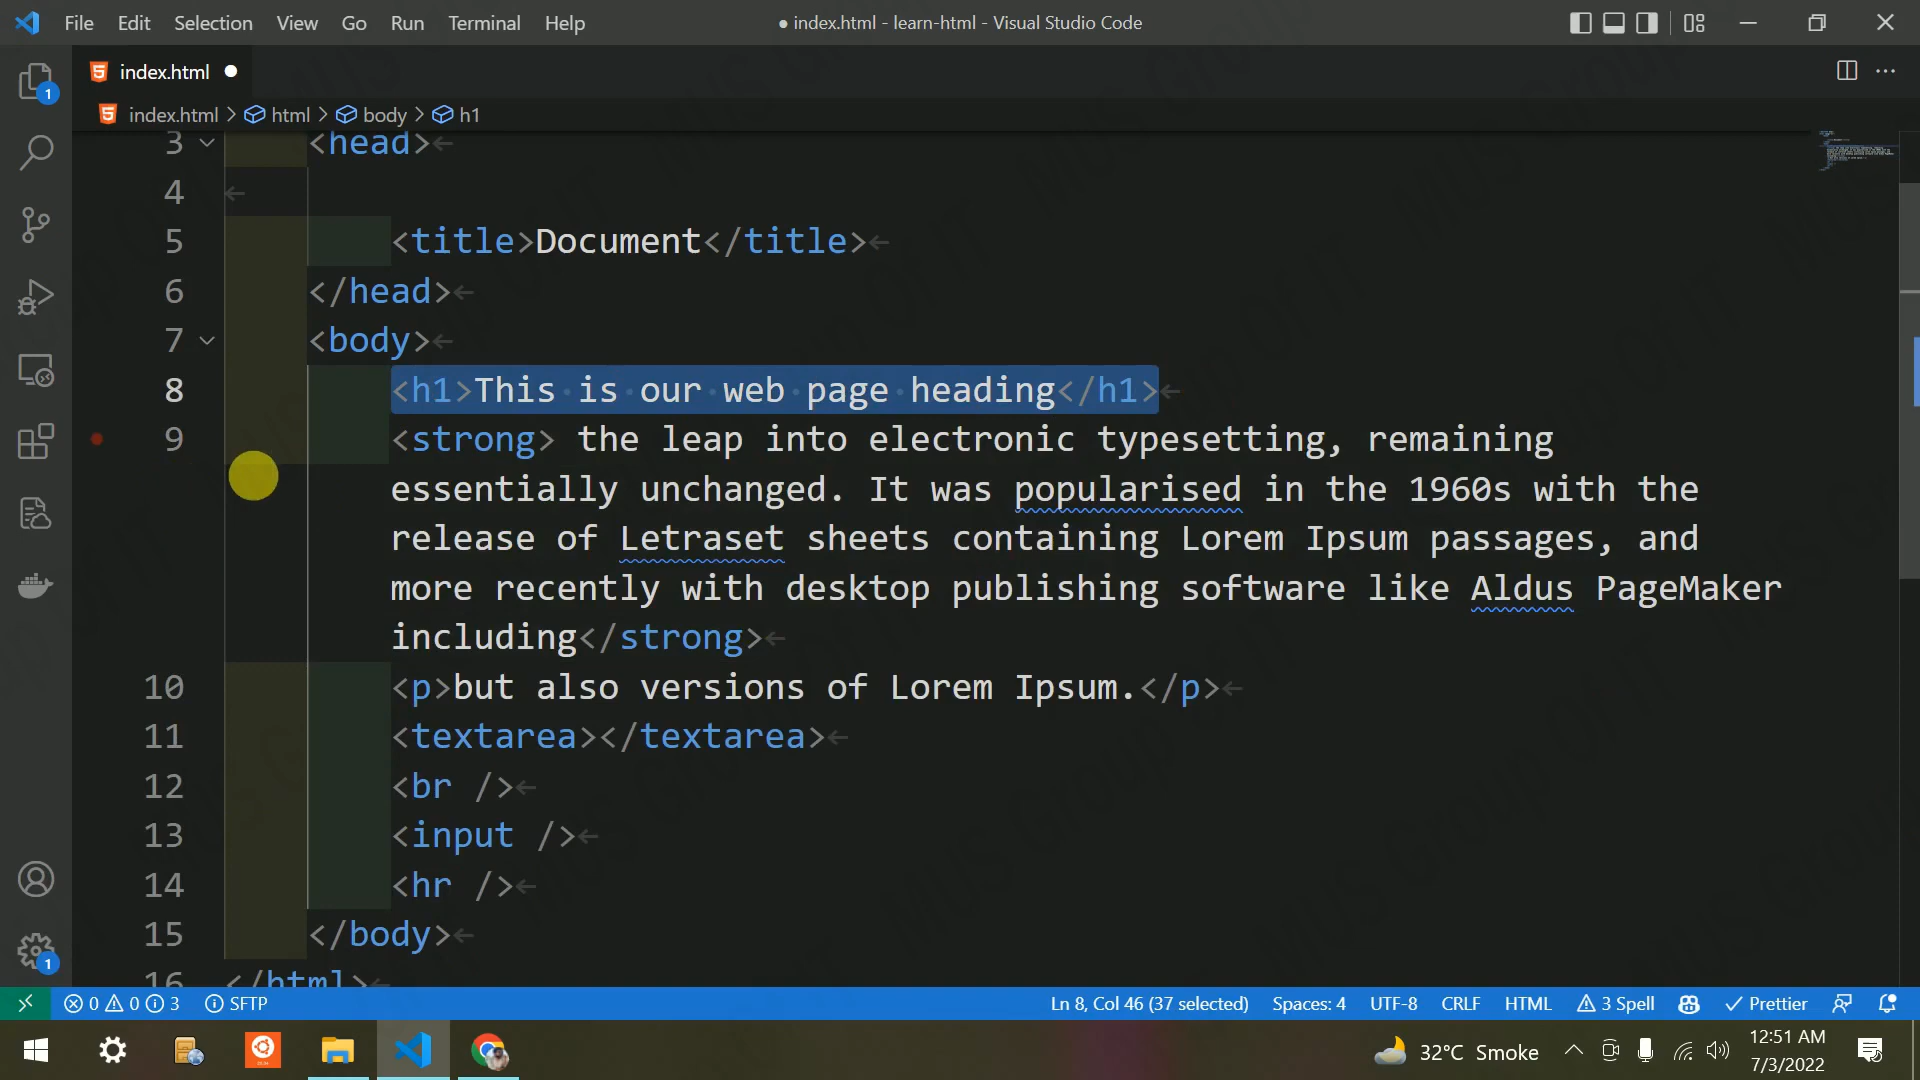 File Edit Selection View Go Run Terminal Help
● index.html - learn-html - Visual Studio Code
index.html
index.html > html > body > h1
3 <head>
4
5 <title>Document</title>
6 </head>
7 <body>
8 <h1>This is our web page heading</h1>
9 <strong> the leap into electronic typesetting, remaining
essentially unchanged. It was popularised in the 1960s with the
release of Letraset sheets containing Lorem Ipsum passages, and
more recently with desktop publishing software like Aldus PageMaker
including</strong>
10 <p>but also versions of Lorem Ipsum.</p>
11 <textarea></textarea>
12 <br />
13 <input />
14 <hr />
15 </body>
16 </html>
1
1
0 0 3 SFTP
Ln 8, Col 46 (37 selected) Spaces: 4 UTF-8 CRLF HTML 3 Spell Prettier
32°C Smoke
12:51 AM
7/3/2022